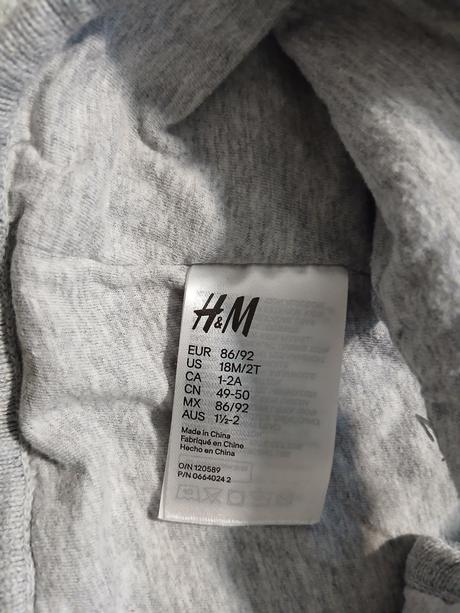 H&M
EUR 86/92
US 18M/2T
CA 1-2A
CN 49-50
MX 86/92
AUS 1½-2
Made in China
Fabriqué en Chine
Hecho en China
O/N 120589
P/N 0664024 2